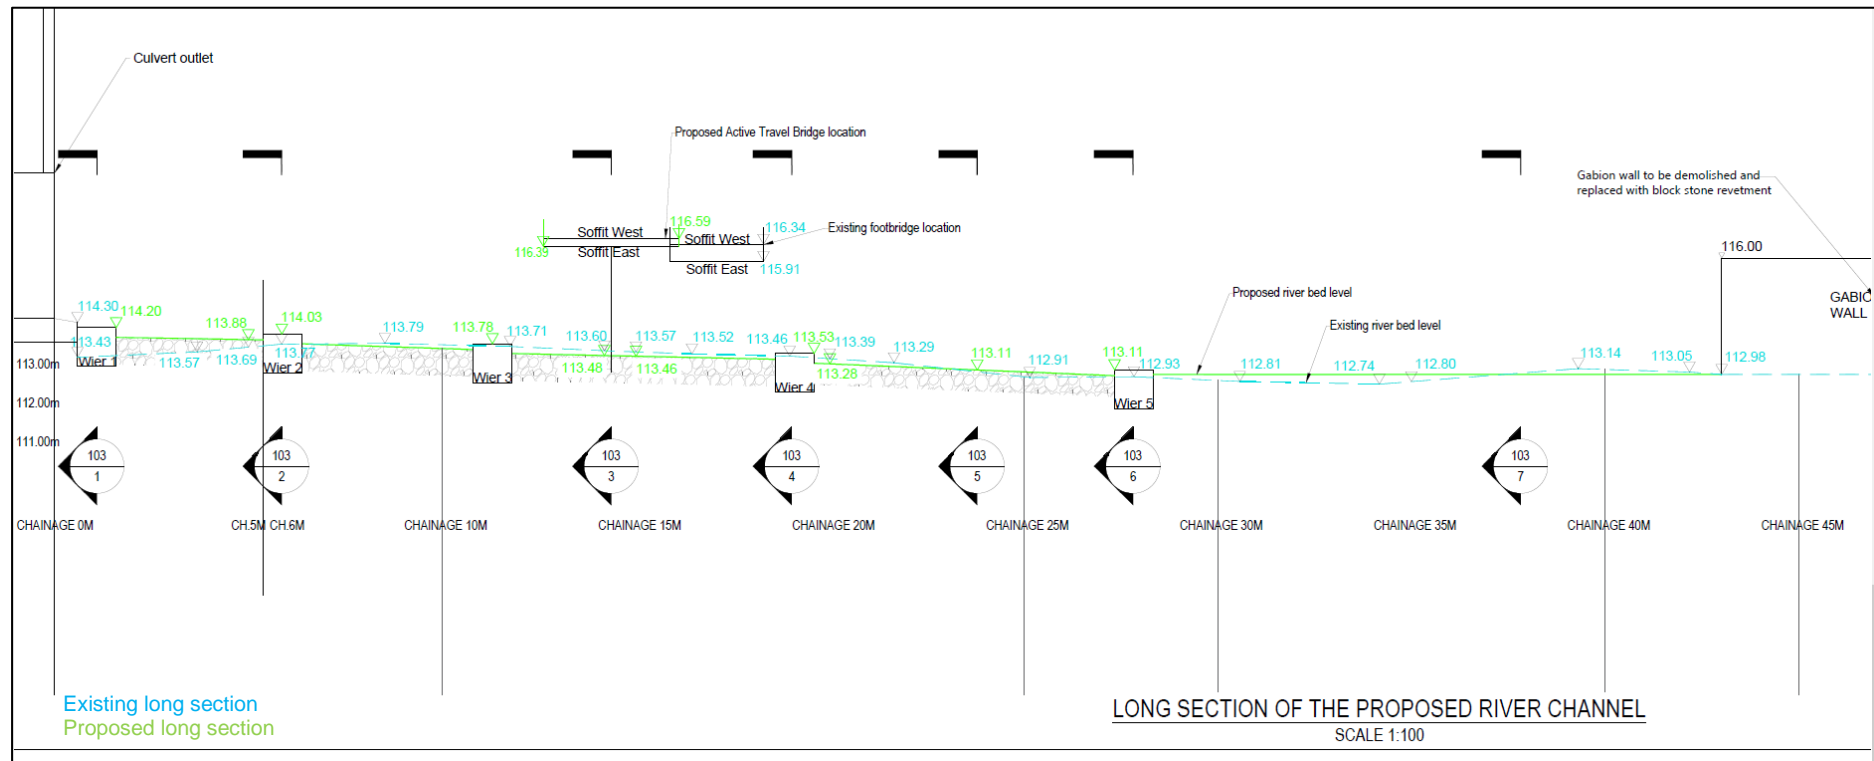 Culvert outlet
Proposed Active Travel Bridge location
Gabion wall to be demolished and
replaced with block stone revetment
116.59
116.34
Soffit West
Soffit West
Existing footbridge location
116.39
Soffit East
Soffit East
115.91
116.00
Proposed river bed level
GABIO
WALL
Existing river bed level
114.30
114.20
113.88
114.03
113.79
113.78
113.71
113.60
113.57
113.52
113.46
113.53
113.39
113.29
113.11
112.91
113.11
112.93
112.81
112.74
112.80
113.14
113.05
112.98
113.43
113.57
113.69
113.77
113.48
113.46
113.28
Wier 1
Wier 2
Wier 3
Wier 4
Wier 5
113.00m
112.00m
111.00m
103
1
103
2
103
3
103
4
103
5
103
6
103
7
CHAINAGE 0M
CH.5M CH.6M
CHAINAGE 10M
CHAINAGE 15M
CHAINAGE 20M
CHAINAGE 25M
CHAINAGE 30M
CHAINAGE 35M
CHAINAGE 40M
CHAINAGE 45M
Existing long section
Proposed long section
LONG SECTION OF THE PROPOSED RIVER CHANNEL
SCALE 1:100